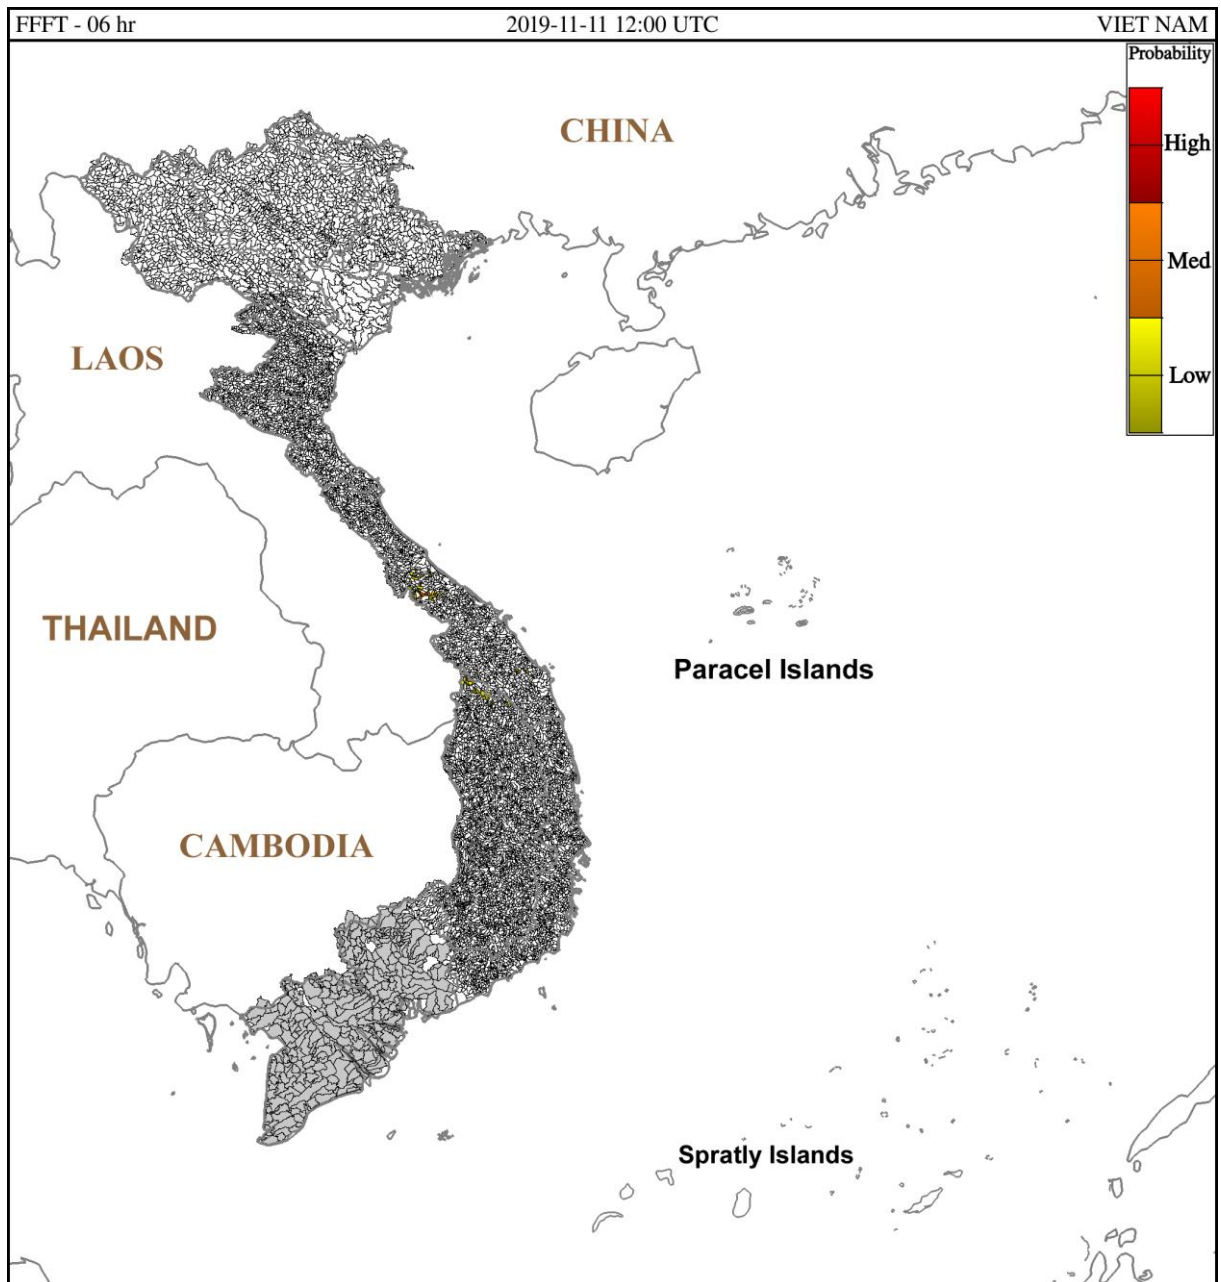 FFFT - 06 hr
2019-11-11 12:00 UTC
VIET NAM
Probability
High
Med
Low
CHINA
LAOS
THAILAND
Paracel Islands
CAMBODIA
Spratly Islands